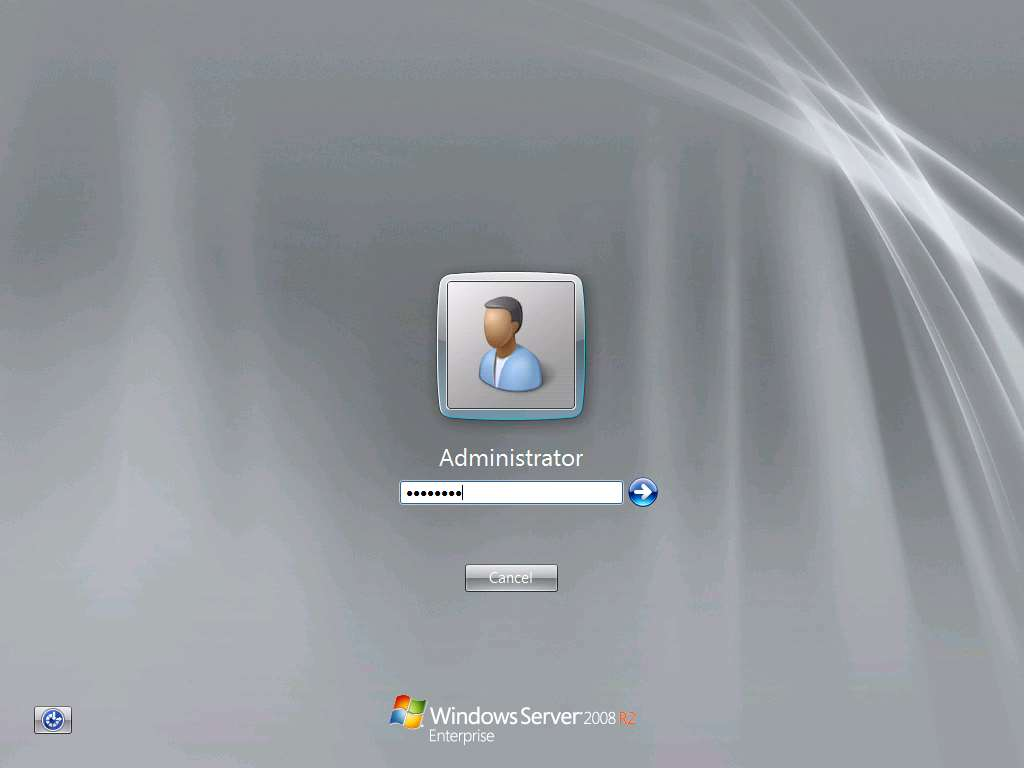 Administrator
••••••••
Cancel
Windows Server 2008 R2
Enterprise